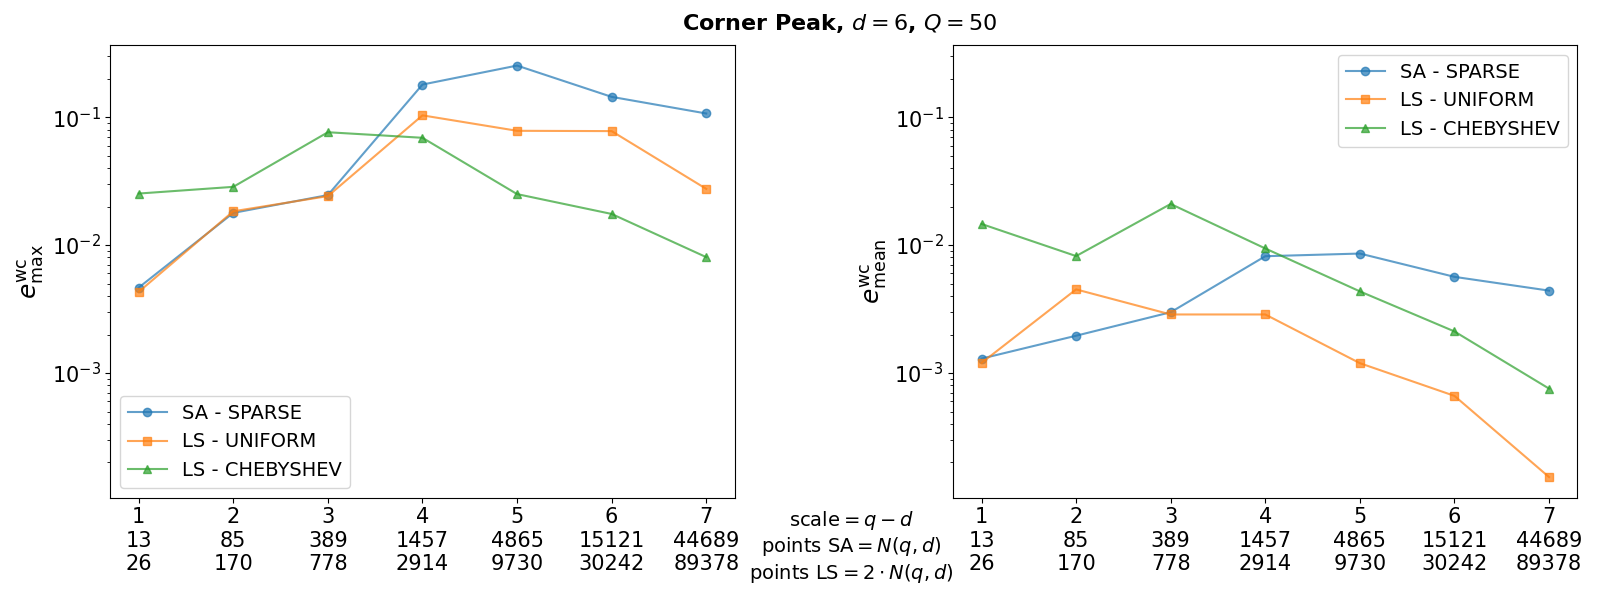 Corner Peak, d = 6, Q = 50
e^wc_max
10^-1
10^-2
10^-3
SA - SPARSE
LS - UNIFORM
LS - CHEBYSHEV
1 2 3 4 5 6 7
13 85 389 1457 4865 15121 44689
26 170 778 2914 9730 30242 89378
scale = q − d
points SA = N(q, d)
points LS = 2 · N(q, d)
e^wc_mean
10^-1
10^-2
10^-3
SA - SPARSE
LS - UNIFORM
LS - CHEBYSHEV
1 2 3 4 5 6 7
13 85 389 1457 4865 15121 44689
26 170 778 2914 9730 30242 89378